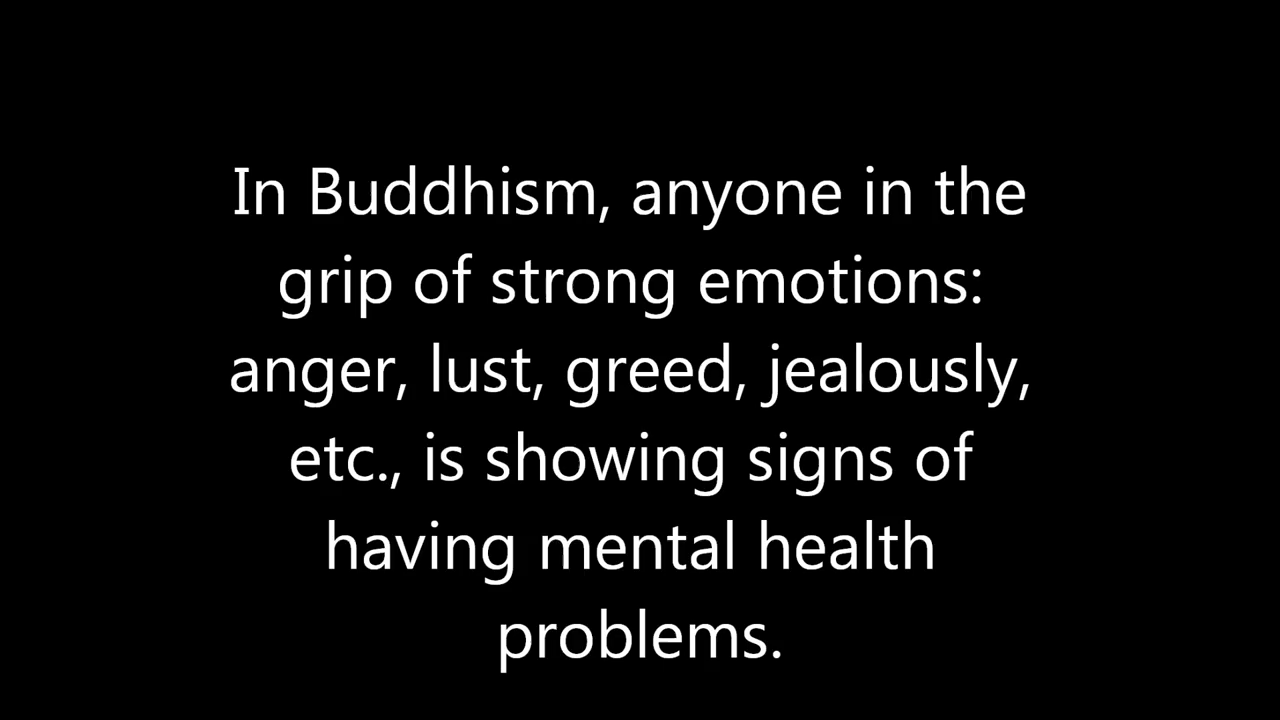 In Buddhism, anyone in the
grip of strong emotions:
anger, lust, greed, jealously,
etc., is showing signs of
having mental health
problems.